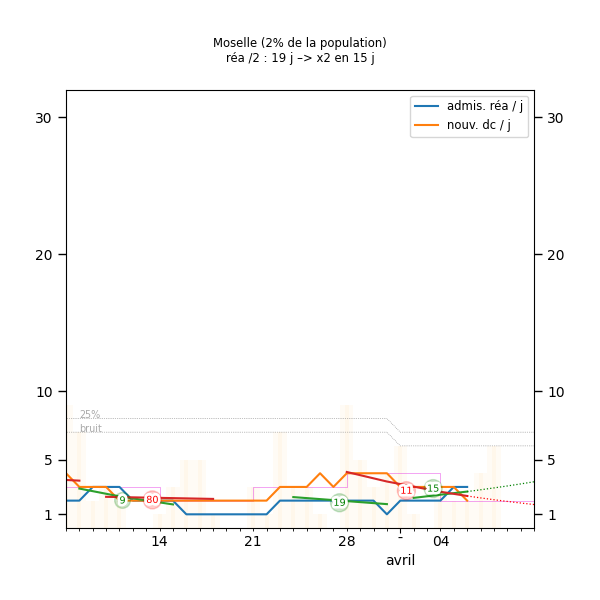 Moselle (2% de la population)
réa /2 : 19 j –> x2 en 15 j
admis. réa / j
nouv. dc / j
30 30
20 20
10 10
25%
bruit
5 5
9 80 19 11 15
1 1
14 21 28 - 04
avril